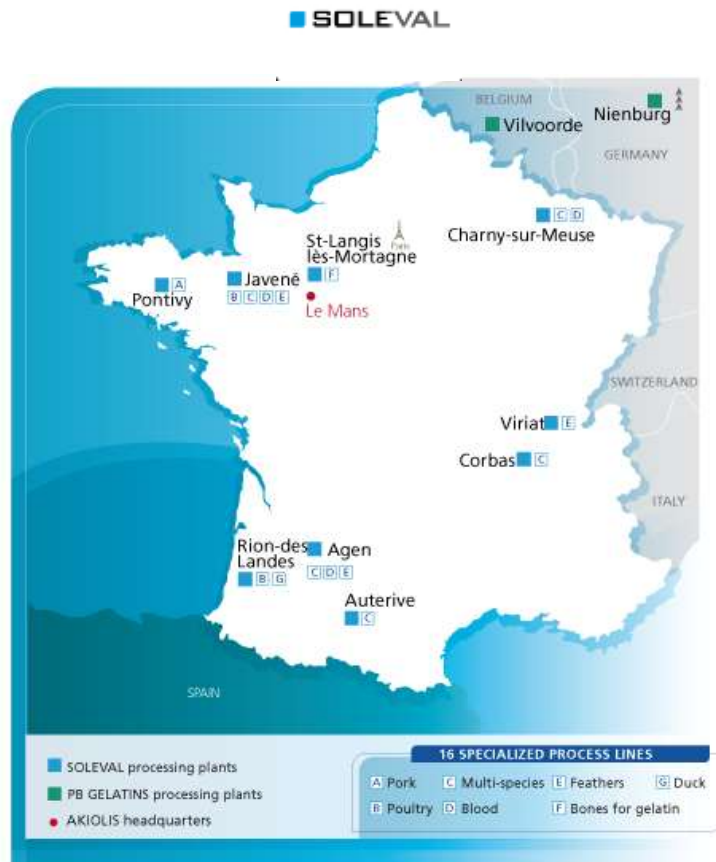 SOLEVAL
BELGIUM
Nienburg
Vilvoorde
GERMANY
Charny-sur-Meuse
C D
St-Langis
lès-Mortagne
Paris
F
Javené
B C D E
A
Pontivy
Le Mans
SWITZERLAND
Viriat
E
Corbas
C
ITALY
Rion-des
Landes
B G
Agen
C D E
Auterive
C
SPAIN
16 SPECIALIZED PROCESS LINES
SOLEVAL processing plants
PB GELATINS processing plants
AKIOLIS headquarters
A Pork C Multi-species E Feathers G Duck
B Poultry D Blood F Bones for gelatin